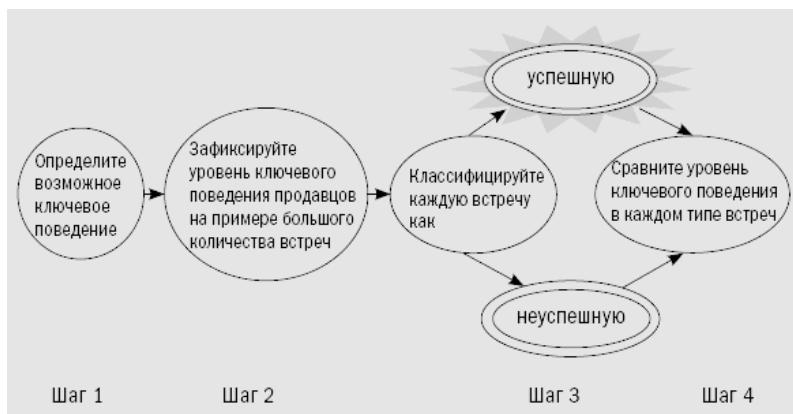 Определите
возможное
ключевое
поведение
Зафиксируйте
уровень ключевого
поведения продавцов
на примере большого
количества встреч
Классифицируйте
каждую встречу
как
успешную
неуспешную
Сравните уровень
ключевого поведения
в каждом типе встреч
Шаг 1
Шаг 2
Шаг 3
Шаг 4